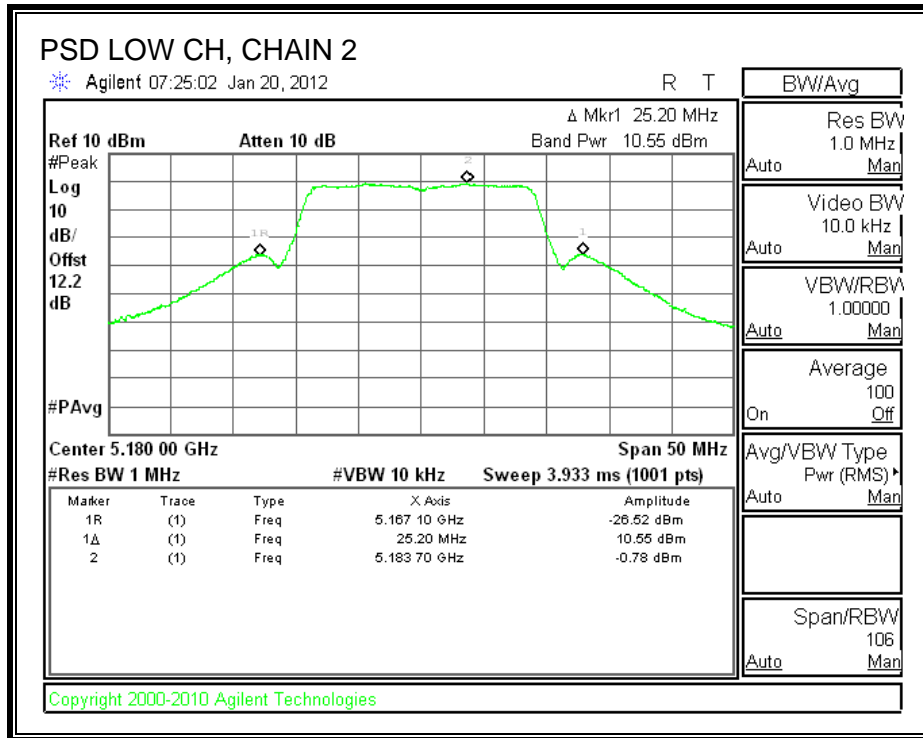 PSD LOW CH, CHAIN 2
Agilent 07:25:02 Jan 20, 2012 R T
Δ Mkr1 25.20 MHz
Ref 10 dBm Atten 10 dB Band Pwr 10.55 dBm
#Peak
Log
10
dB/
Offst
12.2
dB
#PAvg
2
1R
1
Center 5.180 00 GHz Span 50 MHz
#Res BW 1 MHz #VBW 10 kHz Sweep 3.933 ms (1001 pts)
Marker Trace Type X Axis Amplitude
1R (1) Freq 5.167 10 GHz -26.52 dBm
1Δ (1) Freq 25.20 MHz 10.55 dBm
2 (1) Freq 5.183 70 GHz -0.78 dBm
BW/Avg
Res BW
1.0 MHz
Auto Man
Video BW
10.0 kHz
Auto Man
VBW/RBW
1.00000
Auto Man
Average
100
On Off
Avg/VBW Type
Pwr (RMS)
Auto Man
Span/RBW
106
Auto Man
Copyright 2000-2010 Agilent Technologies